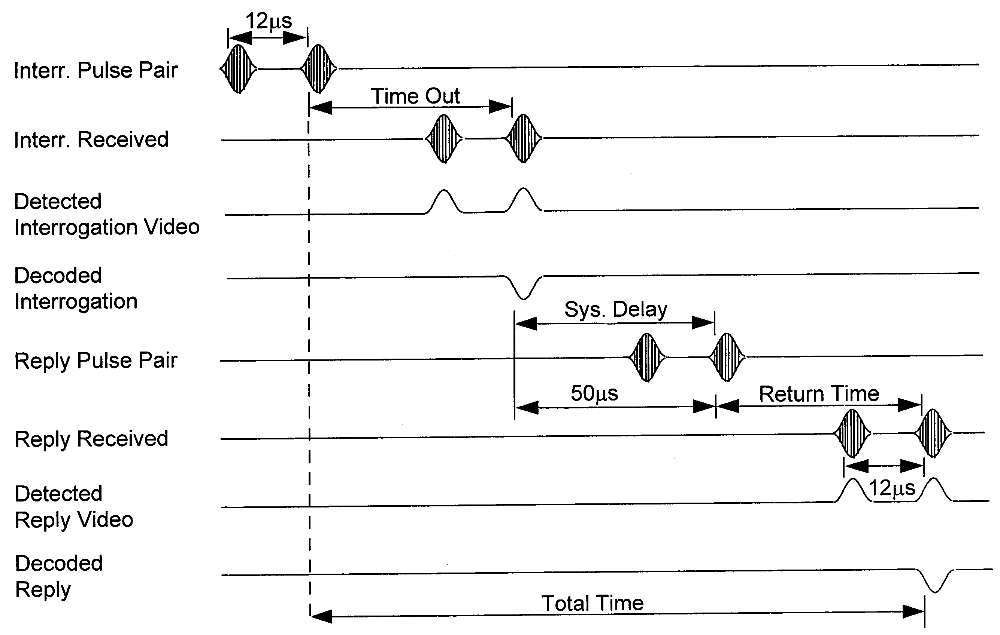 12μs
Interr. Pulse Pair
Time Out
Interr. Received
Detected
Interrogation Video
Decoded
Interrogation
Sys. Delay
Reply Pulse Pair
50μs
Return Time
Reply Received
12μs
Detected
Reply Video
Decoded
Reply
Total Time